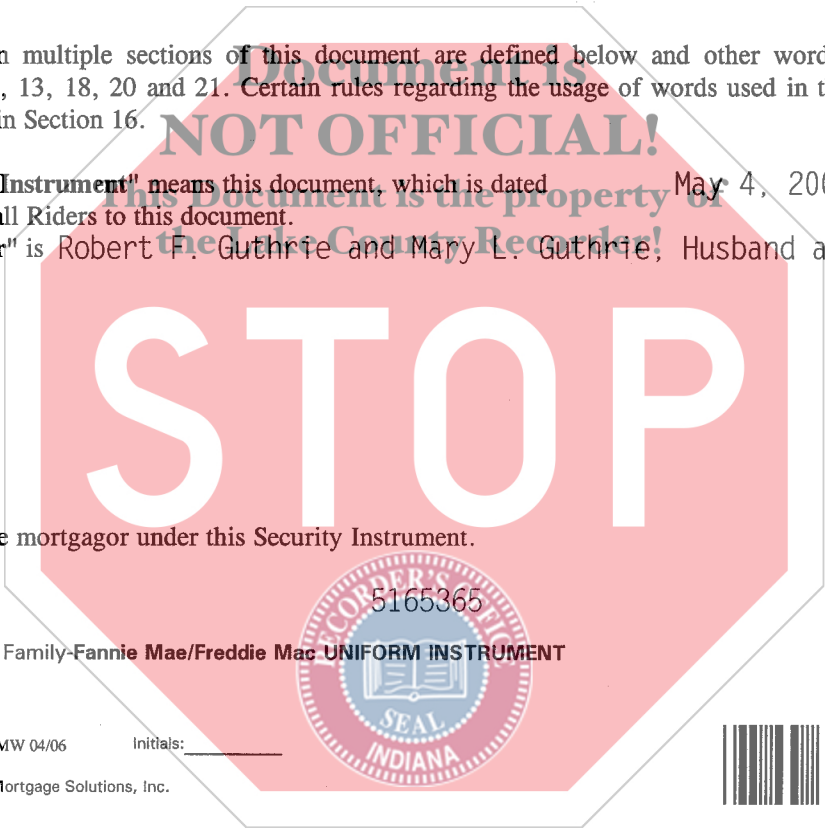 n multiple sections of this document are defined below and other word
, 13, 18, 20 and 21. Certain rules regarding the usage of words used in t
in Section 16.
Document is
NOT OFFICIAL!
This Document is the property of
the Lake County Recorder!
Instrument" means this document, which is dated May 4, 200
all Riders to this document.
r" is Robert F. Guthrie and Mary L. Guthrie, Husband a
STOP
e mortgagor under this Security Instrument.
RECORDER'S OFFICE
SEAL
INDIANA
5165365
Family-Fannie Mae/Freddie Mac UNIFORM INSTRUMENT
MW 04/06 Initials:
Mortgage Solutions, Inc.